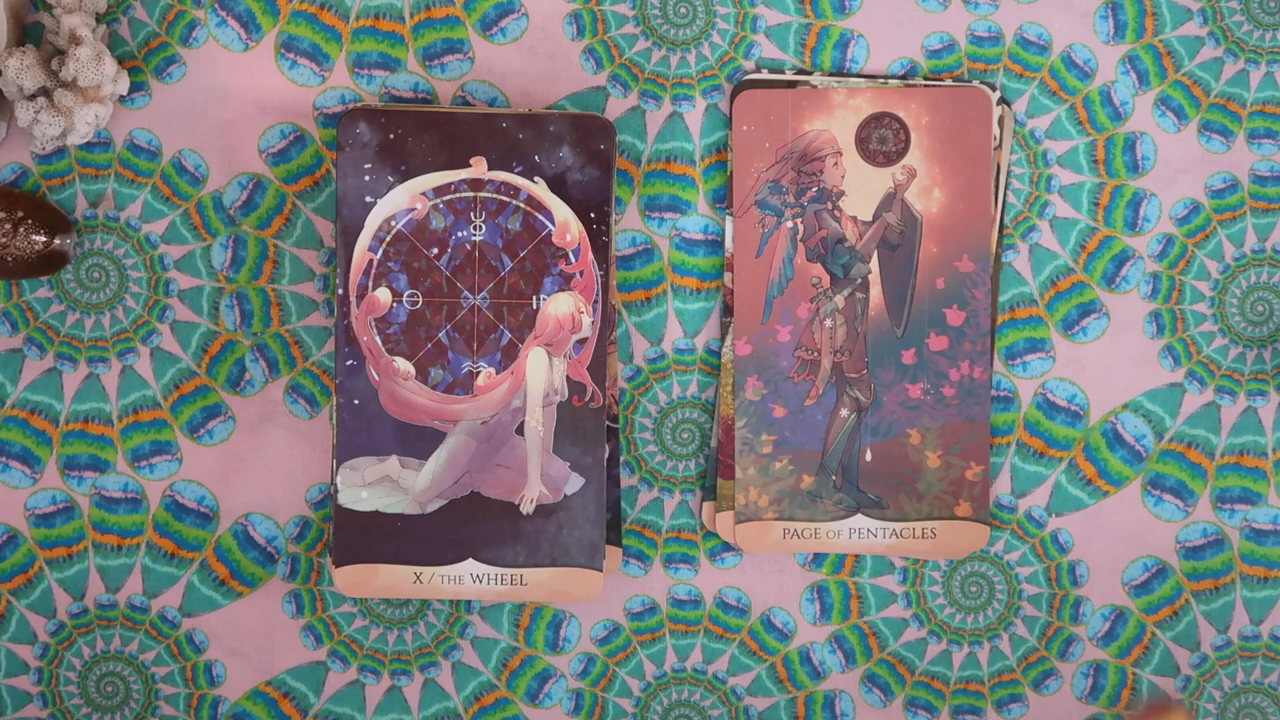 X / THE WHEEL
PAGE OF PENTACLES